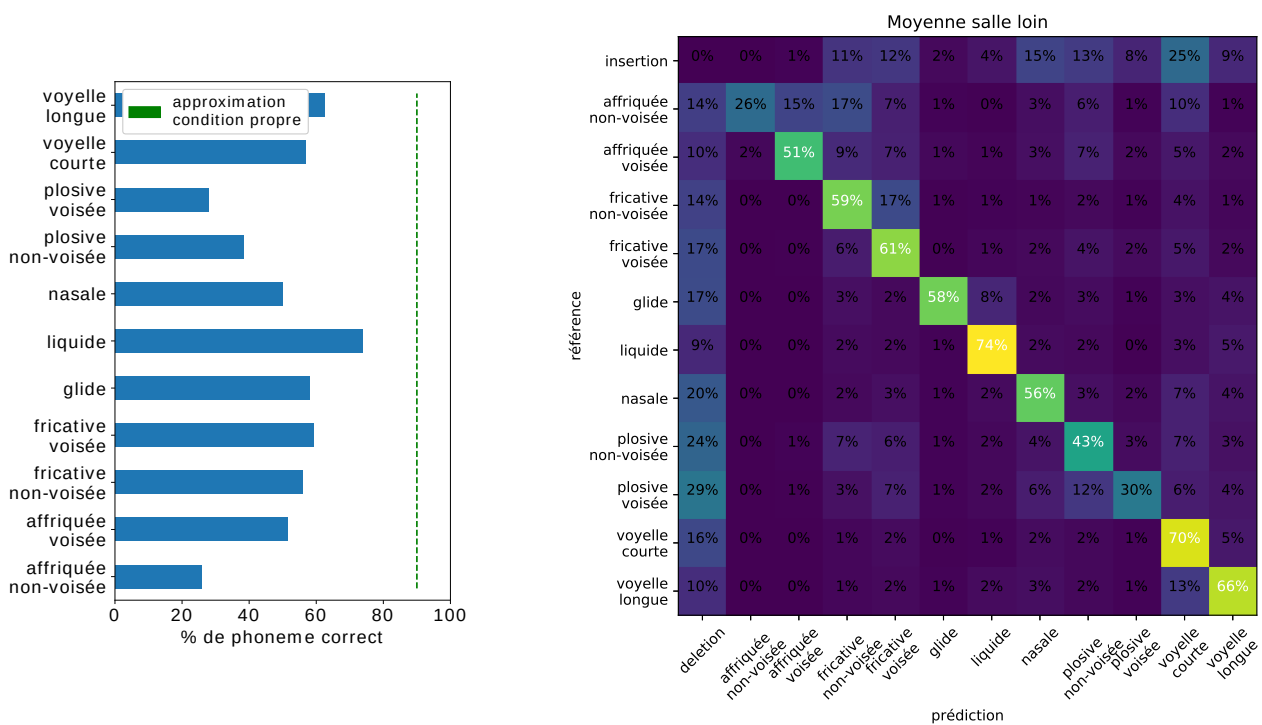 approximation
condition propre
voyelle
longue
voyelle
courte
plosive
voisée
plosive
non-voisée
nasale
liquide
glide
fricative
voisée
fricative
non-voisée
affriquée
voisée
affriquée
non-voisée
0 20 40 60 80 100
% de phoneme correct
Moyenne salle loin
référence
insertion 0% 0% 1% 11% 12% 2% 4% 15% 13% 8% 25% 9%
affriquée
non-voisée 14% 26% 15% 17% 7% 1% 0% 3% 6% 1% 10% 1%
affriquée
voisée 10% 2% 51% 9% 7% 1% 1% 3% 7% 2% 5% 2%
fricative
non-voisée 14% 0% 0% 59% 17% 1% 1% 1% 2% 1% 4% 1%
fricative
voisée 17% 0% 0% 6% 61% 0% 1% 2% 4% 2% 5% 2%
glide 17% 0% 0% 3% 2% 58% 8% 2% 3% 1% 3% 4%
liquide 9% 0% 0% 2% 2% 1% 74% 2% 2% 0% 3% 5%
nasale 20% 0% 0% 2% 3% 1% 2% 56% 3% 2% 7% 4%
plosive
non-voisée 24% 0% 1% 7% 6% 1% 2% 4% 43% 3% 7% 3%
plosive
voisée 29% 0% 1% 3% 7% 1% 2% 6% 12% 30% 6% 4%
voyelle
courte 16% 0% 0% 1% 2% 0% 1% 2% 2% 1% 70% 5%
voyelle
longue 10% 0% 0% 1% 2% 1% 2% 3% 2% 1% 13% 66%
deletion
affriquée
non-voisée
affriquée
voisée
fricative
non-voisée
fricative
voisée
glide
liquide
nasale
plosive
non-voisée
plosive
voisée
voyelle
courte
voyelle
longue
prédiction